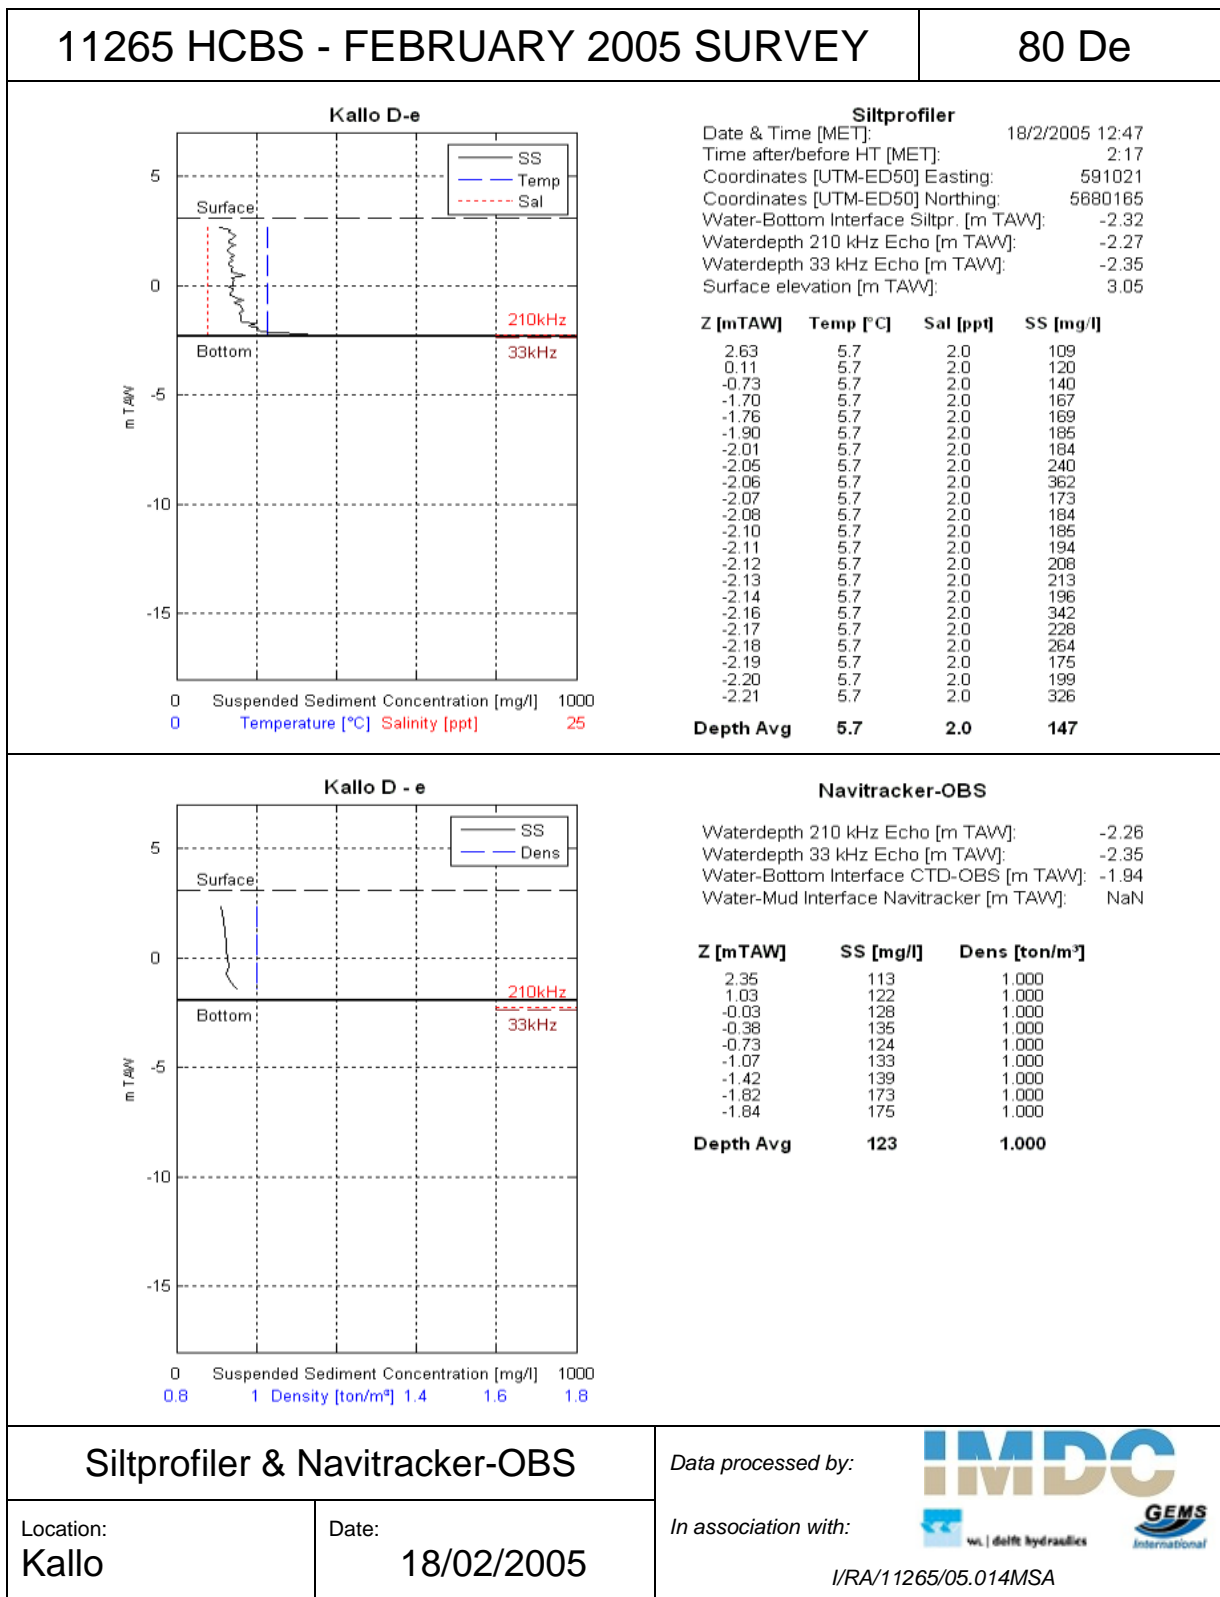 11265 HCBS - FEBRUARY 2005 SURVEY
80 De
Kallo D-e
SS
Temp
Sal
5
0
-5
-10
-15
m TAW
Surface
Bottom
210kHz
33kHz
0 Suspended Sediment Concentration [mg/l] 1000
0 Temperature [°C] Salinity [ppt] 25
Siltprofiler
Date & Time [MET]: 18/2/2005 12:47
Time after/before HT [MET]: 2:17
Coordinates [UTM-ED50] Easting: 591021
Coordinates [UTM-ED50] Northing: 5680165
Water-Bottom Interface Siltpr. [m TAW]: -2.32
Waterdepth 210 kHz Echo [m TAW]: -2.27
Waterdepth 33 kHz Echo [m TAW]: -2.35
Surface elevation [m TAW]: 3.05
Z [mTAW] Temp [°C] Sal [ppt] SS [mg/l]
2.63 5.7 2.0 109
0.11 5.7 2.0 120
-0.73 5.7 2.0 140
-1.70 5.7 2.0 167
-1.76 5.7 2.0 169
-1.90 5.7 2.0 185
-2.01 5.7 2.0 184
-2.05 5.7 2.0 240
-2.06 5.7 2.0 362
-2.07 5.7 2.0 173
-2.08 5.7 2.0 184
-2.10 5.7 2.0 185
-2.11 5.7 2.0 194
-2.12 5.7 2.0 208
-2.13 5.7 2.0 213
-2.14 5.7 2.0 196
-2.16 5.7 2.0 342
-2.17 5.7 2.0 228
-2.18 5.7 2.0 264
-2.19 5.7 2.0 175
-2.20 5.7 2.0 199
-2.21 5.7 2.0 326
Depth Avg 5.7 2.0 147
Kallo D - e
SS
Dens
5
0
-5
-10
-15
m TAW
Surface
Bottom
210kHz
33kHz
0 Suspended Sediment Concentration [mg/l] 1000
0.8 1 Density [ton/m³] 1.4 1.6 1.8
Navitracker-OBS
Waterdepth 210 kHz Echo [m TAW]: -2.26
Waterdepth 33 kHz Echo [m TAW]: -2.35
Water-Bottom Interface CTD-OBS [m TAW]: -1.94
Water-Mud Interface Navitracker [m TAW]: NaN
Z [mTAW] SS [mg/l] Dens [ton/m³]
2.35 113 1.000
1.03 122 1.000
-0.03 128 1.000
-0.38 135 1.000
-0.73 124 1.000
-1.07 133 1.000
-1.42 139 1.000
-1.82 173 1.000
-1.84 175 1.000
Depth Avg 123 1.000
Siltprofiler & Navitracker-OBS
Location:
Kallo
Date:
18/02/2005
Data processed by:
IMDC
In association with:
wl | delft hydraulics
GEMS
International
I/RA/11265/05.014MSA